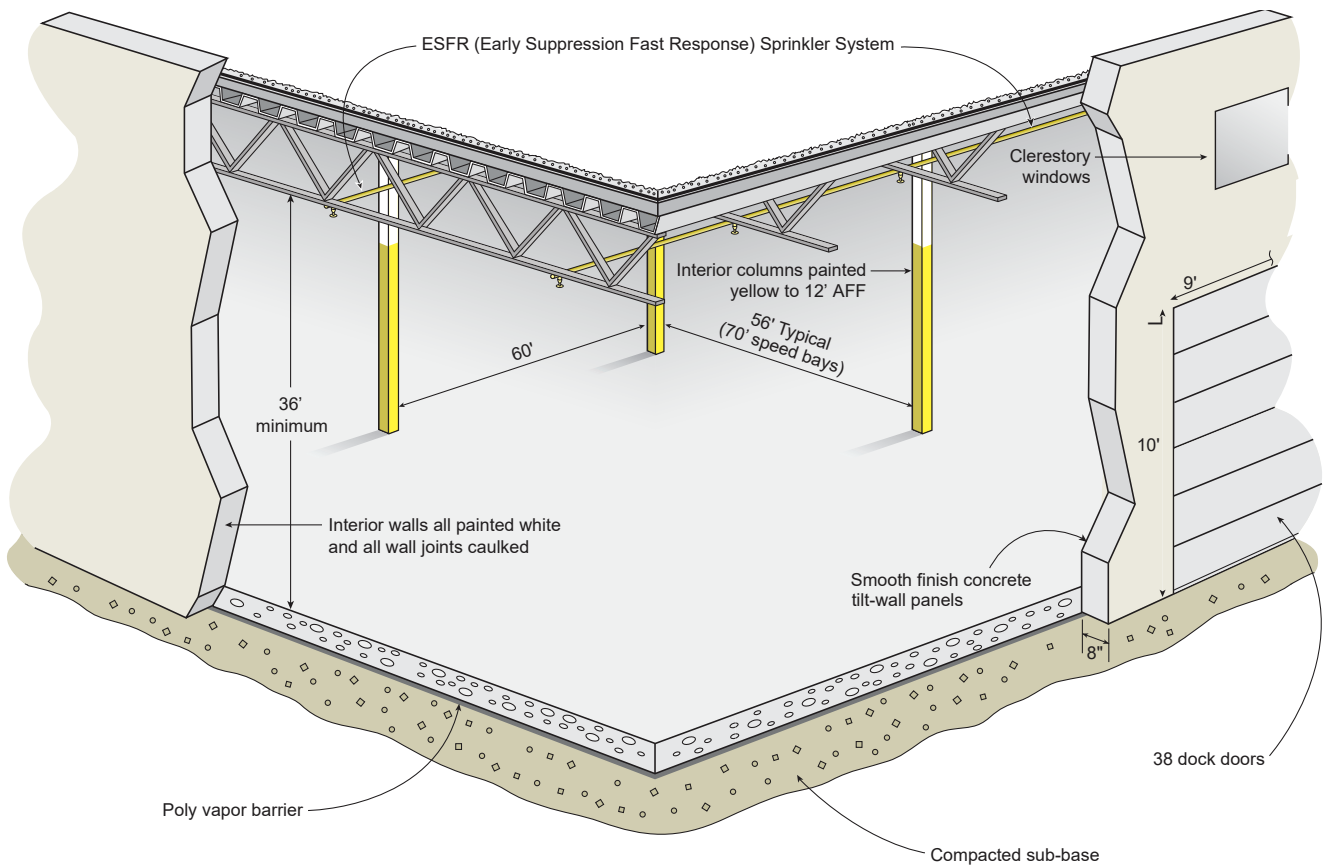 ESFR (Early Suppression Fast Response) Sprinkler System
Clerestory
windows
Interior columns painted
yellow to 12’ AFF
9'
60'
56' Typical
(70’ speed bays)
36’
minimum
10'
Interior walls all painted white
and all wall joints caulked
Smooth finish concrete
tilt-wall panels
8"
38 dock doors
Poly vapor barrier
Compacted sub-base